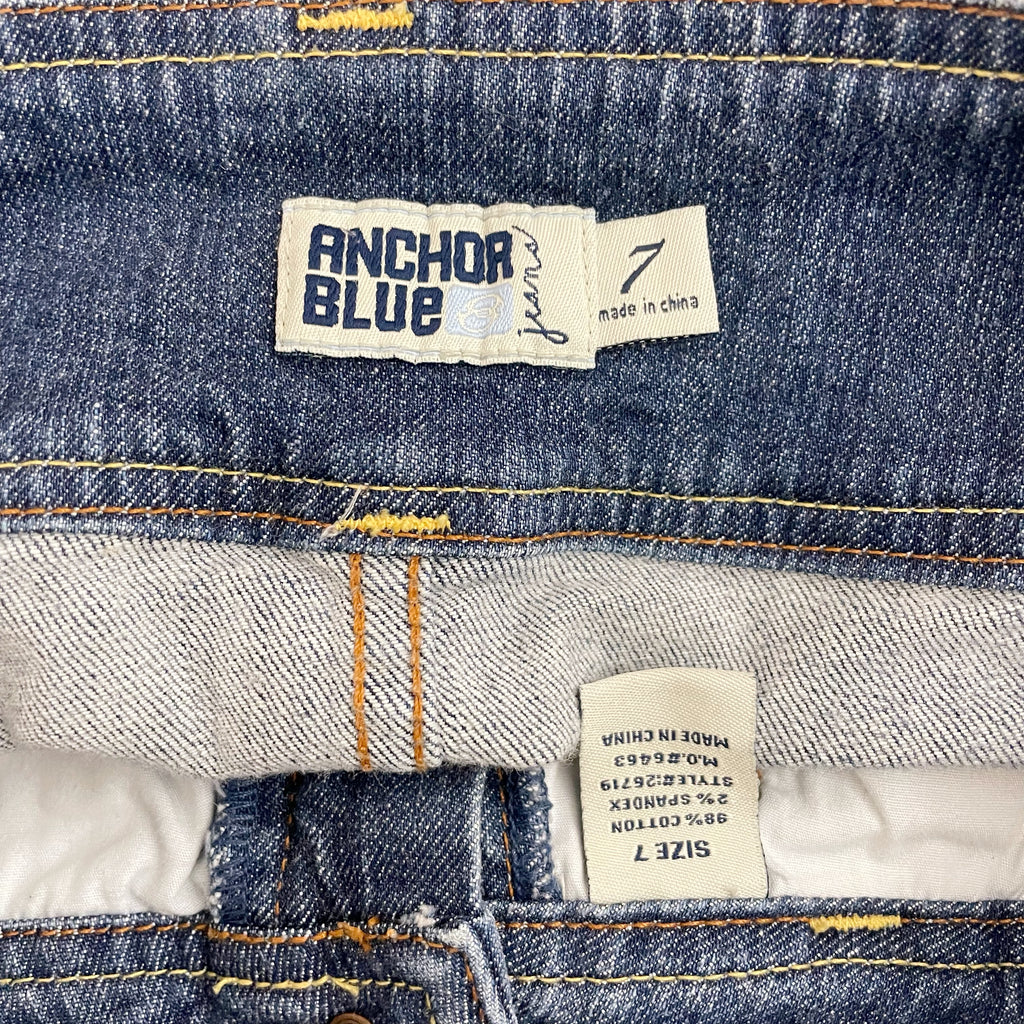 ANCHOR
BLUe
jeans
7
made in china
SIZE 7
98% COTTON
2% SPANDEX
STYLE#:26719
M.O.#6463
MADE IN CHINA